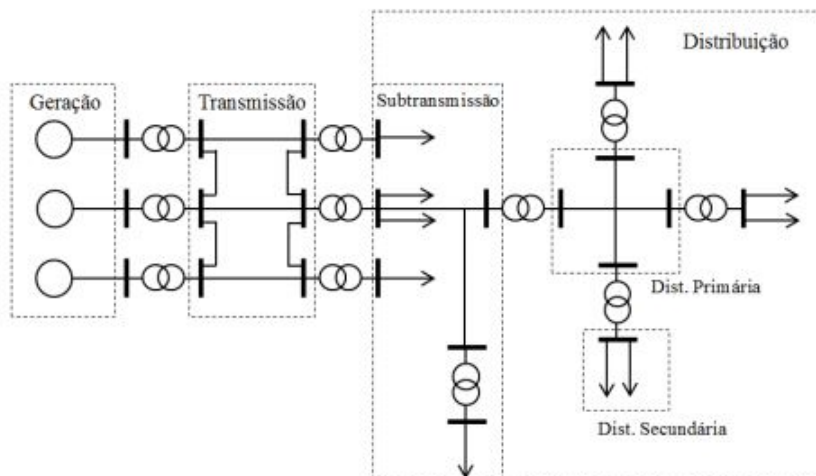 Distribuição
Geração
Transmissão
Subtransmissão
Dist. Primária
Dist. Secundária